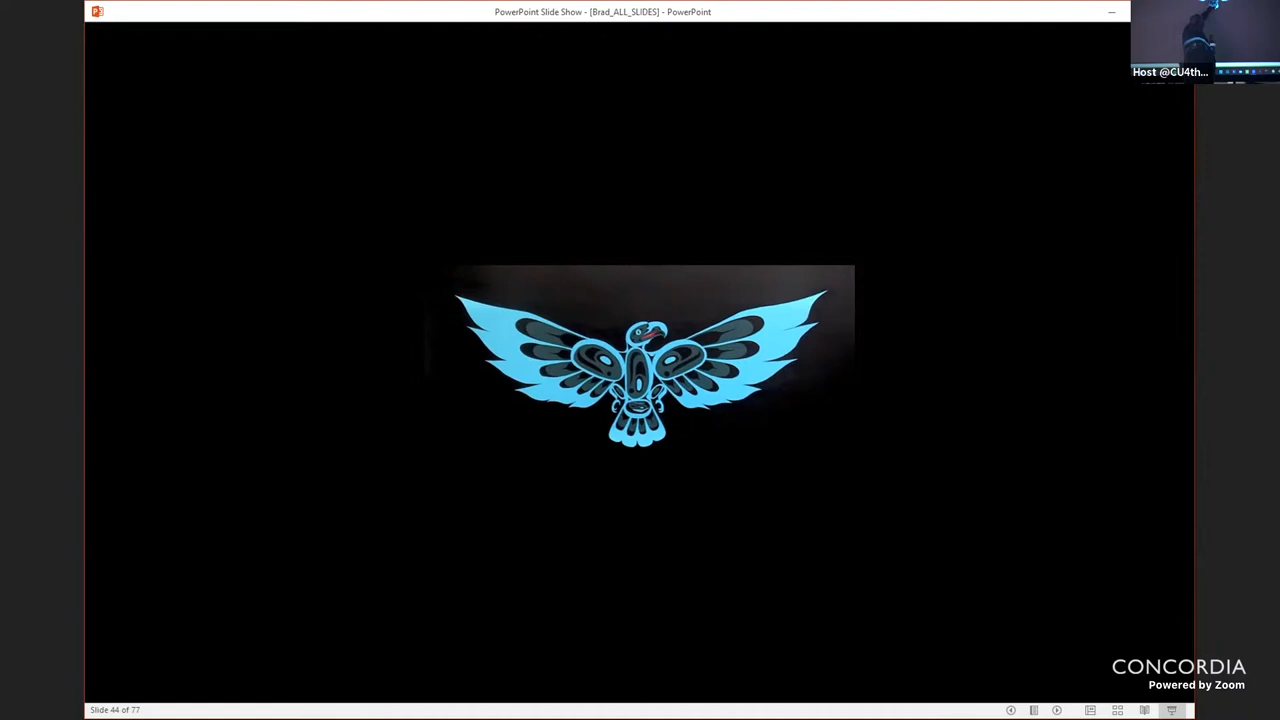 PowerPoint Slide Show - [Brad_ALL_SLIDES] - PowerPoint
Host @CU4th...
CONCORDIA
Powered by Zoom
Slide 44 of 77